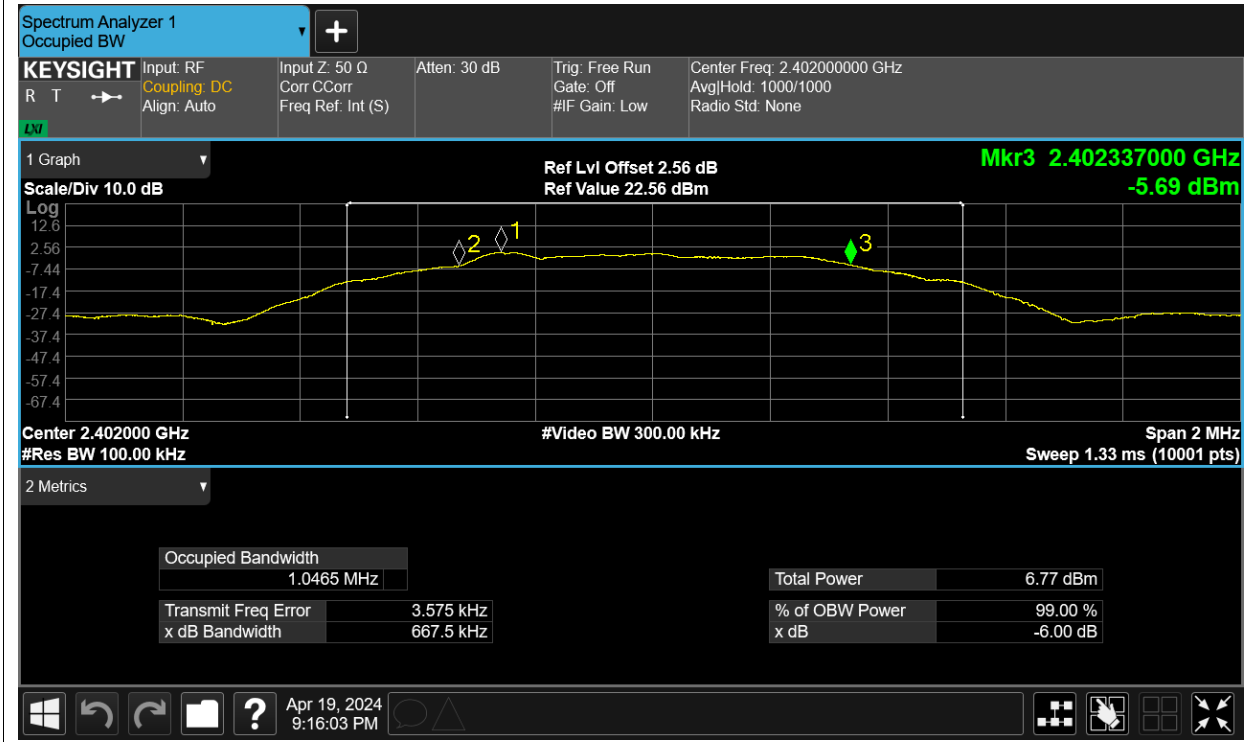 Spectrum Analyzer 1
Occupied BW
KEYSIGHT
R T
LXI
Input: RF
Coupling: DC
Align: Auto
Input Z: 50 Ω
Corr CCorr
Freq Ref: Int (S)
Atten: 30 dB
Trig: Free Run
Gate: Off
#IF Gain: Low
Center Freq: 2.402000000 GHz
Avg|Hold: 1000/1000
Radio Std: None
1 Graph
Scale/Div 10.0 dB
Ref Lvl Offset 2.56 dB
Ref Value 22.56 dBm
Mkr3 2.402337000 GHz
-5.69 dBm
Log
12.6
2.56
-7.44
-17.4
-27.4
-37.4
-47.4
-57.4
-67.4
2
1
3
Center 2.402000 GHz
#Res BW 100.00 kHz
#Video BW 300.00 kHz
Span 2 MHz
Sweep 1.33 ms (10001 pts)
2 Metrics
Occupied Bandwidth
1.0465 MHz
Transmit Freq Error 3.575 kHz
x dB Bandwidth 667.5 kHz
Total Power 6.77 dBm
% of OBW Power 99.00 %
x dB -6.00 dB
?
Apr 19, 2024
9:16:03 PM